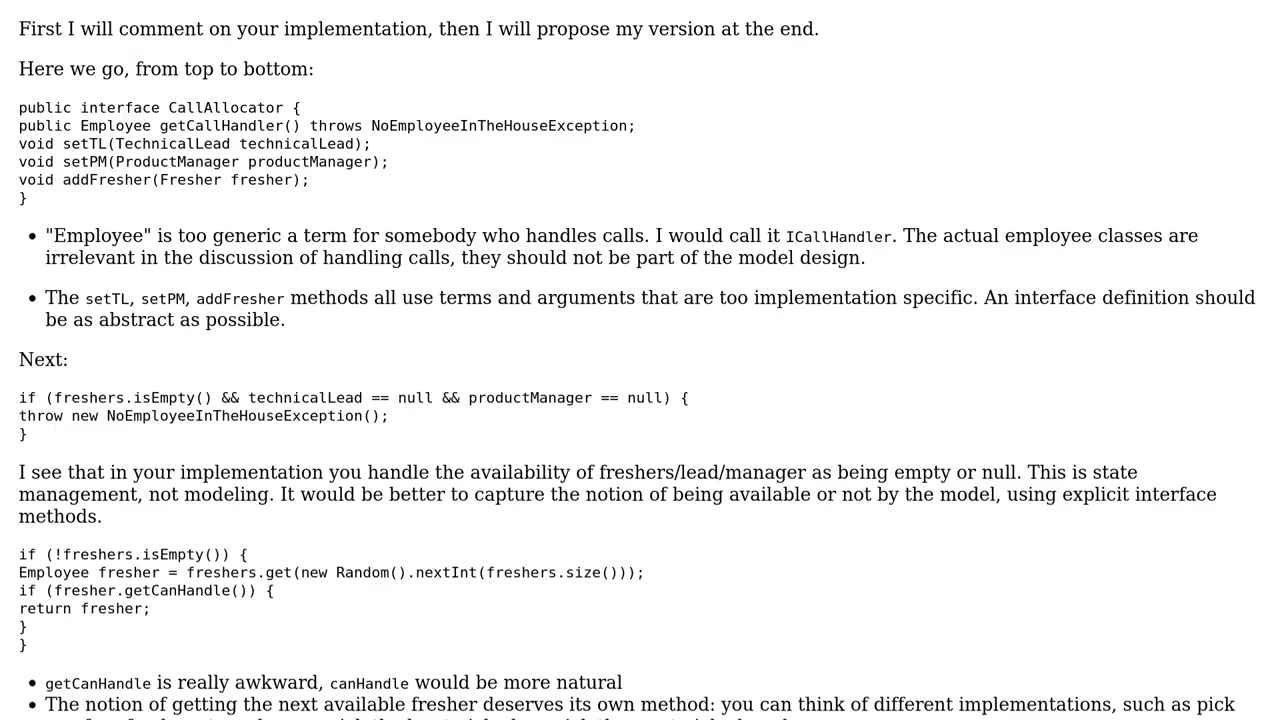 First I will comment on your implementation, then I will propose my version at the end.
Here we go, from top to bottom:
public interface CallAllocator {
public Employee getCallHandler() throws NoEmployeeInTheHouseException;
void setTL(TechnicalLead technicalLead);
void setPM(ProductManager productManager);
void addFresher(Fresher fresher);
}
• "Employee" is too generic a term for somebody who handles calls. I would call it ICallHandler. The actual employee classes are
irrelevant in the discussion of handling calls, they should not be part of the model design.
• The setTL, setPM, addFresher methods all use terms and arguments that are too implementation specific. An interface definition should
be as abstract as possible.
Next:
if (freshers.isEmpty() && technicalLead == null && productManager == null) {
throw new NoEmployeeInTheHouseException();
}
I see that in your implementation you handle the availability of freshers/lead/manager as being empty or null. This is state
management, not modeling. It would be better to capture the notion of being available or not by the model, using explicit interface
methods.
if (!freshers.isEmpty()) {
Employee fresher = freshers.get(new Random().nextInt(freshers.size()));
if (fresher.getCanHandle()) {
return fresher;
}
}
• getCanHandle is really awkward, canHandle would be more natural
• The notion of getting the next available fresher deserves its own method: you can think of different implementations, such as pick